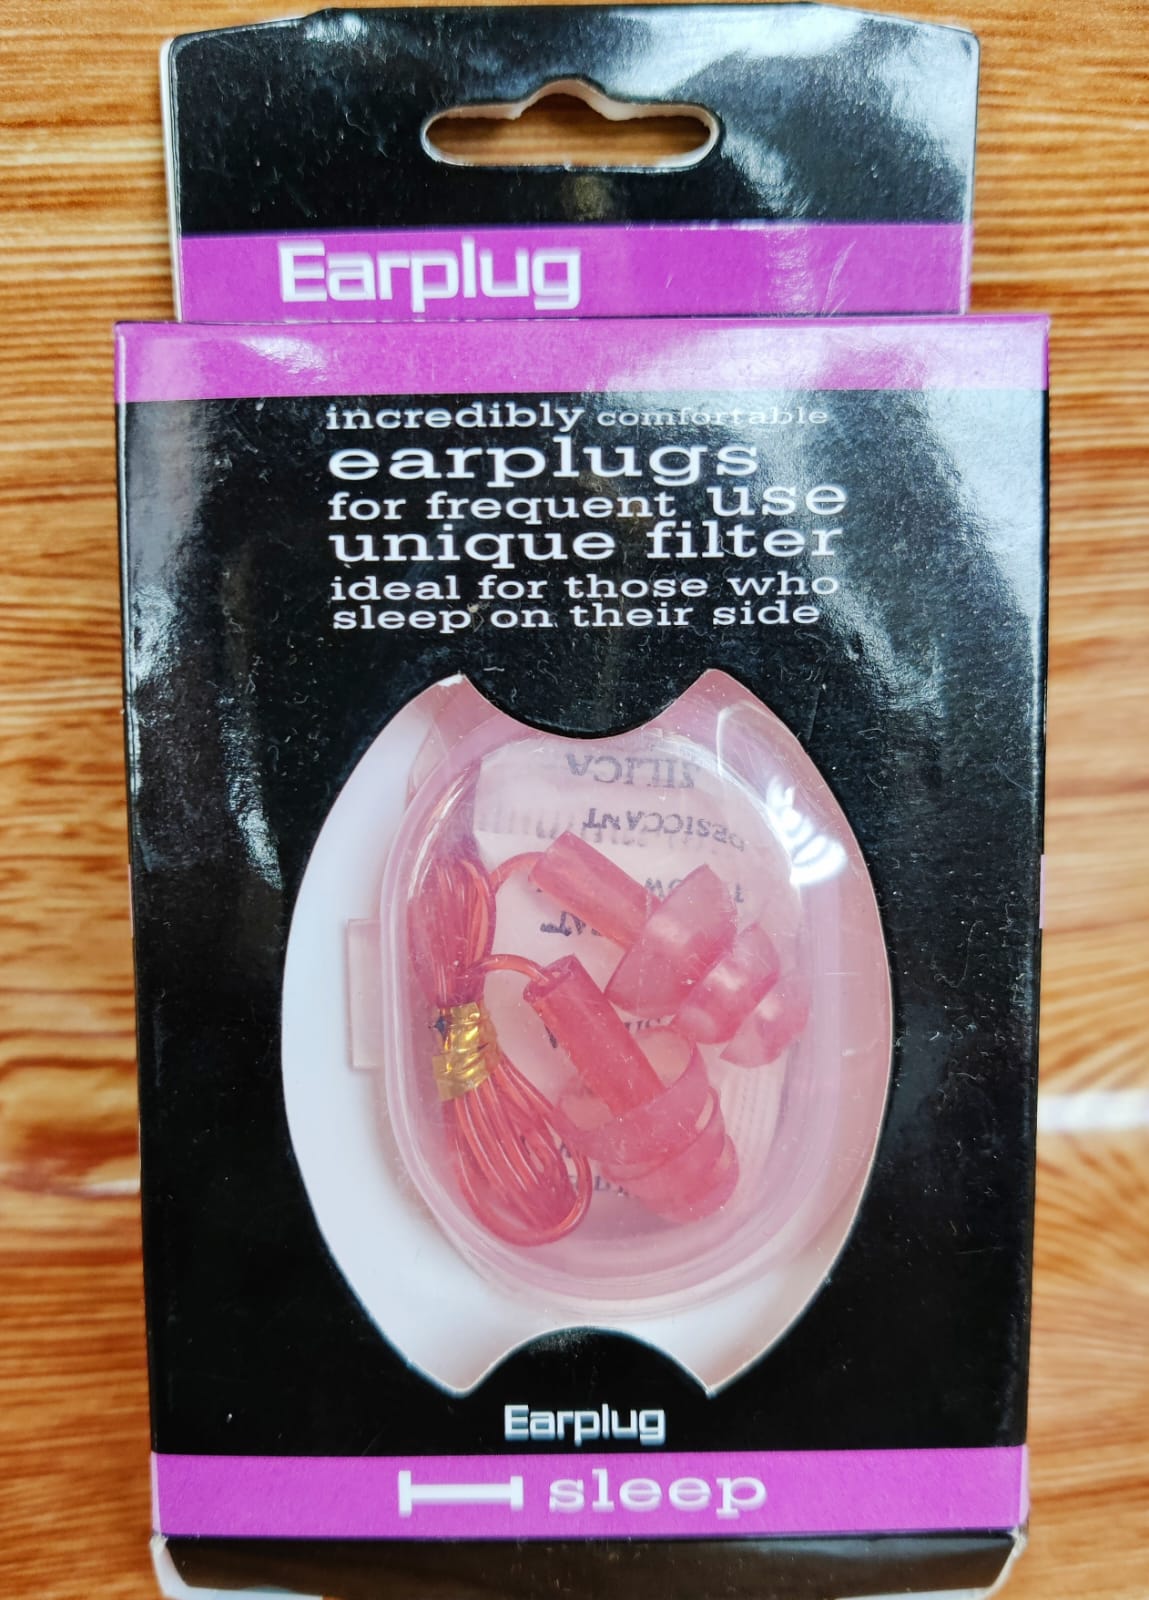 Earplug
incredibly comfortable
earplugs
for frequent use
unique filter
ideal for those who
sleep on their side
SILICA
DESICCANT
Earplug
sleep